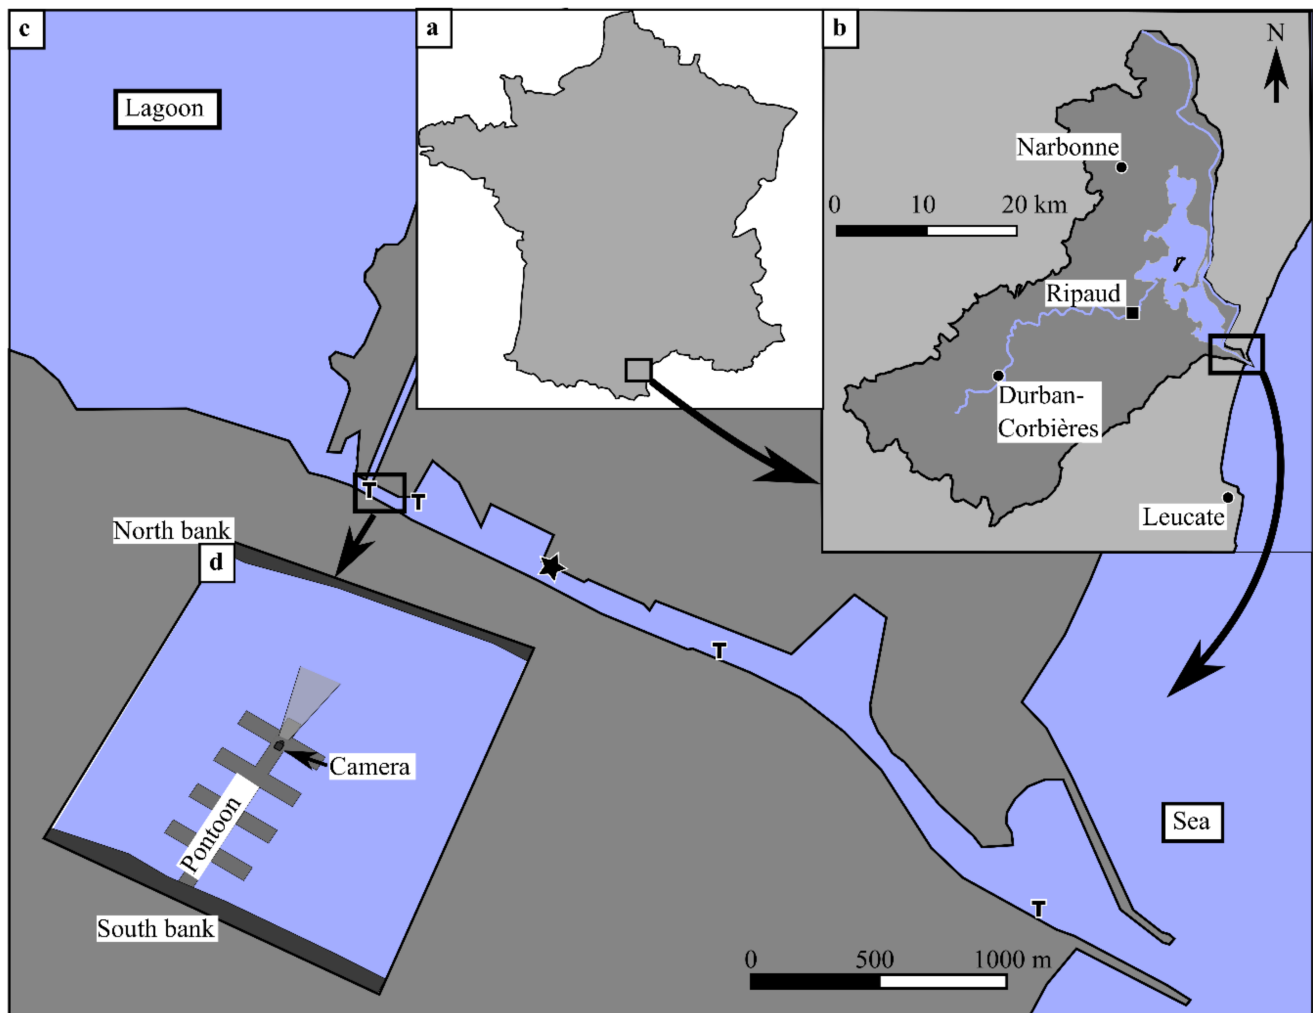 c
Lagoon
a
b
N
Narbonne
0 10 20 km
Ripaud
Durban-
Corbières
Leucate
T
T
North bank
d
T
Camera
Pontoon
Sea
South bank
T
0 500 1000 m